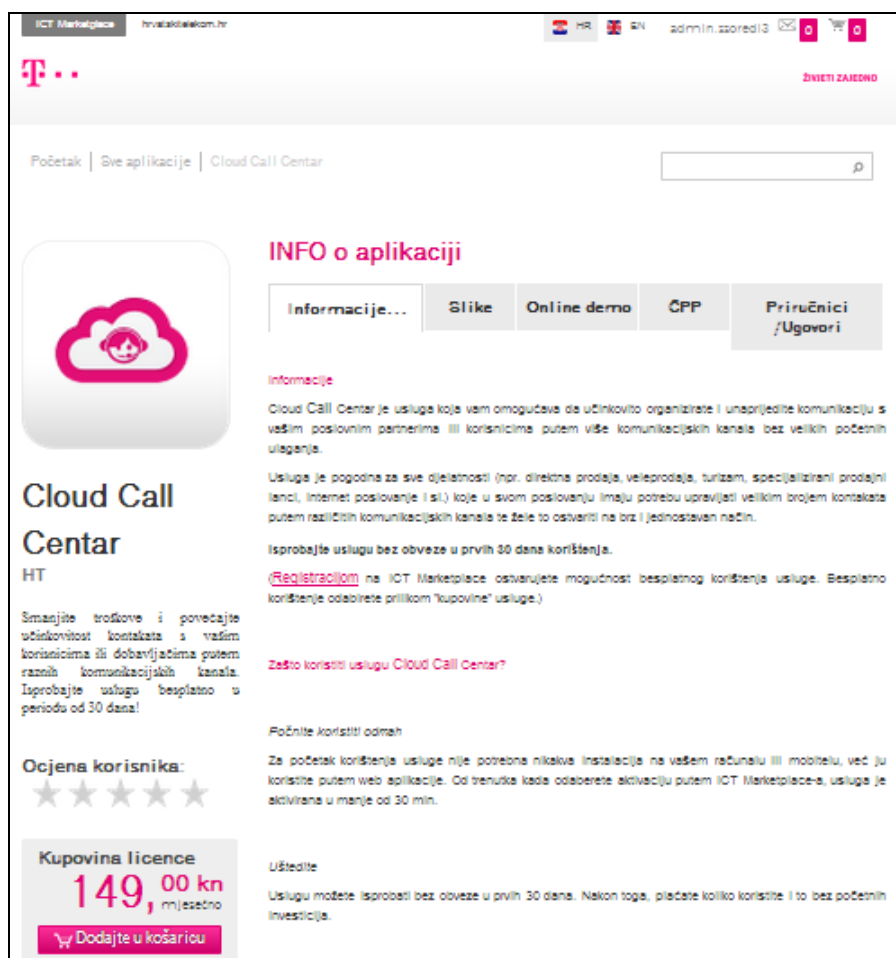 ICT Marketplace hrvatskitelekom.hr HR EN admin.zsoredi3 0 0
T
ŽIVJETI ZAJEDNO
Početak | Sve aplikacije | Cloud Call Centar
INFO o aplikaciji
Informacije... Slike Online demo ČPP Priručnici
/Ugovori
Informacije
Cloud Call Centar je usluga koja vam omogućava da učinkovito organizirate i unaprijedite komunikaciju s
vašim poslovnim partnerima ili korisnicima putem više komunikacijskih kanala bez velikih početnih
ulaganja.
Usluga je pogodna za sve djelatnosti (npr. direktna prodaja, veleprodaja, turizam, specijalizirani prodajni
lanci, Internet poslovanje i sl.) koje u svom poslovanju imaju potrebu upravljati velikim brojem kontakata
putem različitih komunikacijskih kanala te žele to ostvariti na brz i jednostavan način.
Isprobajte uslugu bez obveze u prvih 30 dana korištenja.
(Registracijom na ICT Marketplace ostvarujete mogućnost besplatnog korištenja usluge. Besplatno
korištenje odabirete prilikom "kupovine" usluge.)
Zašto koristiti uslugu Cloud Call Centar?
Počnite koristiti odmah
Za početak korištenja usluge nije potrebna nikakva instalacija na vašem računalu ili mobitelu, već ju
koristite putem web aplikacije. Od trenutka kada odaberete aktivaciju putem ICT Marketplace-a, usluga je
aktivirana u manje od 30 min.
Uštedite
Uslugu možete isprobati bez obveze u prvih 30 dana. Nakon toga, plaćate koliko koristite i to bez početnih
investicija.
Cloud Call
Centar
HT
Smanjite troškove i povećajte
učinkovitost kontakata s vašim
korisnicima ili dobavljačima putem
raznih komunikacijskih kanala.
Isprobajte uslugu besplatno u
periodu od 30 dana!
Ocjena korisnika:
Kupovina licence
149,00 kn
mjesečno
Dodajte u košaricu